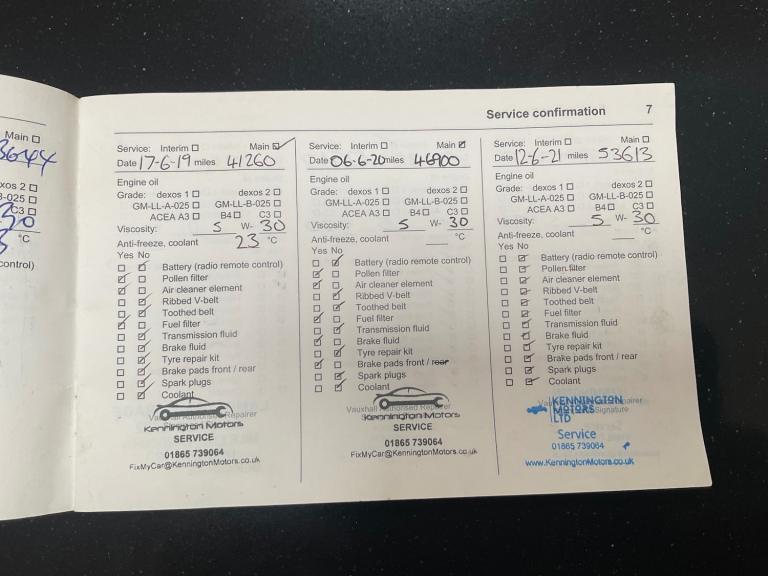 Service confirmation 7
Main ☐
xos 2 ☐
B-025 ☐
C3 ☐
30
°C
control)
Service: Interim ☐ Main ☑
Date 17-6-19 miles 41260
Engine oil
Grade: dexos 1 ☐ dexos 2 ☐
GM-LL-A-025 ☐ GM-LL-B-025 ☐
ACEA A3 ☐ B4 ☐ C3 ☐
Viscosity: 5 W- 30
Anti-freeze, coolant 23 °C
Yes No
☐ ☑ Battery (radio remote control)
☑ ☐ Pollen filter
☑ ☐ Air cleaner element
☐ ☑ Ribbed V-belt
☐ ☑ Toothed belt
☑ ☐ Fuel filter
☐ ☑ Transmission fluid
☐ ☑ Brake fluid
☐ ☑ Tyre repair kit
☐ ☑ Brake pads front / rear
☐ ☑ Spark plugs
☐ ☑ Coolant
Vauxhall Authorised Repairer
Kennington Motors
SERVICE
01865 739064
FixMyCar@KenningtonMotors.co.uk
Service: Interim ☐ Main ☑
Date 06-6-20 miles 46900
Engine oil
Grade: dexos 1 ☐ dexos 2 ☐
GM-LL-A-025 ☐ GM-LL-B-025 ☐
ACEA A3 ☐ B4 ☐ C3 ☐
Viscosity: 5 W- 30
Anti-freeze, coolant °C
Yes No
☐ ☑ Battery (radio remote control)
☑ ☐ Pollen filter
☑ ☐ Air cleaner element
☐ ☑ Ribbed V-belt
☐ ☑ Toothed belt
☑ ☐ Fuel filter
☐ ☑ Transmission fluid
☑ ☐ Brake fluid
☐ ☑ Tyre repair kit
☑ ☐ Brake pads front / rear
☐ ☑ Spark plugs
☐ ☑ Coolant
Vauxhall Authorised Repairer
Kennington Motors
SERVICE
01865 739064
FixMyCar@KenningtonMotors.co.uk
Service: Interim ☐ Main ☐
Date 12-6-21 miles 53613
Engine oil
Grade: dexos 1 ☐ dexos 2 ☐
GM-LL-A-025 ☐ GM-LL-B-025 ☐
ACEA A3 ☐ B4 ☐ C3 ☐
Viscosity: 5 W- 30
Anti-freeze, coolant °C
Yes No
☐ ☑ Battery (radio remote control)
☐ ☑ Pollen filter
☐ ☑ Air cleaner element
☐ ☑ Ribbed V-belt
☐ ☑ Toothed belt
☐ ☑ Fuel filter
☐ ☑ Transmission fluid
☐ ☑ Brake fluid
☐ ☑ Tyre repair kit
☐ ☑ Brake pads front / rear
☐ ☑ Spark plugs
☐ ☑ Coolant
KENNINGTON
MOTORS
LTD
Signature
Service
01865 739064
www.KenningtonMotors.co.uk